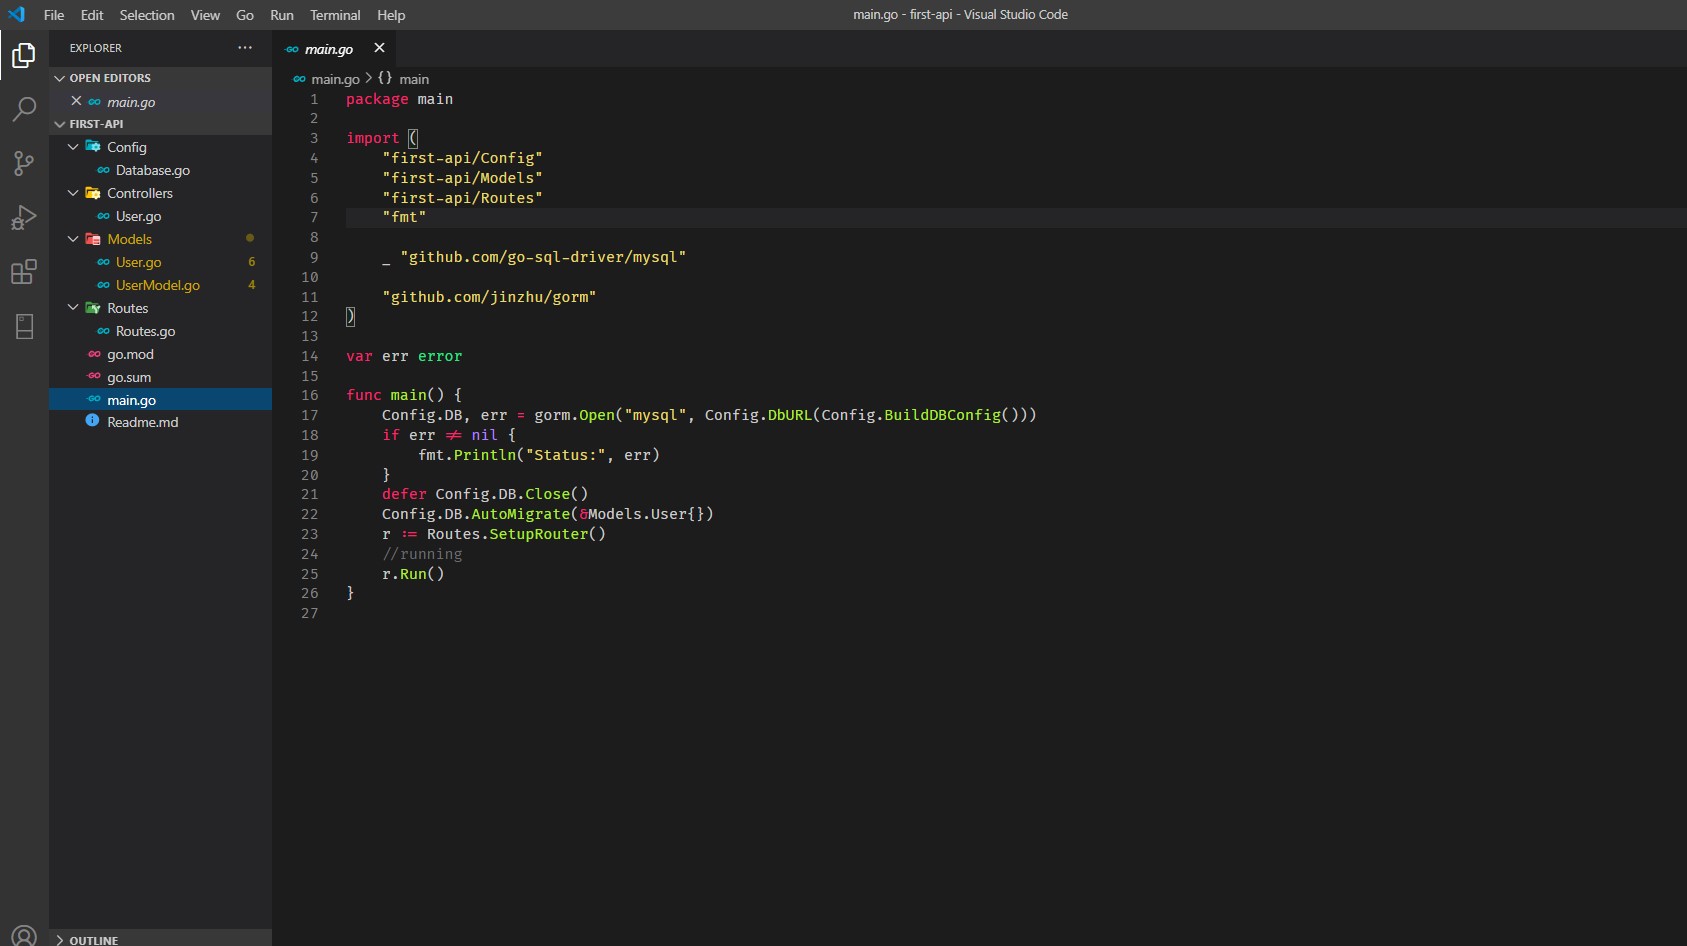 File Edit Selection View Go Run Terminal Help
main.go - first-api - Visual Studio Code
EXPLORER
OPEN EDITORS
main.go
FIRST-API
Config
Database.go
Controllers
User.go
Models
User.go 6
UserModel.go 4
Routes
Routes.go
go.mod
go.sum
main.go
Readme.md
OUTLINE
main.go
main.go > {} main
1 package main
2
3 import (
4     "first-api/Config"
5     "first-api/Models"
6     "first-api/Routes"
7     "fmt"
8
9     _ "github.com/go-sql-driver/mysql"
10
11     "github.com/jinzhu/gorm"
12 )
13
14 var err error
15
16 func main() {
17     Config.DB, err = gorm.Open("mysql", Config.DbURL(Config.BuildDBConfig()))
18     if err != nil {
19         fmt.Println("Status:", err)
20     }
21     defer Config.DB.Close()
22     Config.DB.AutoMigrate(&Models.User{})
23     r := Routes.SetupRouter()
24     //running
25     r.Run()
26 }
27